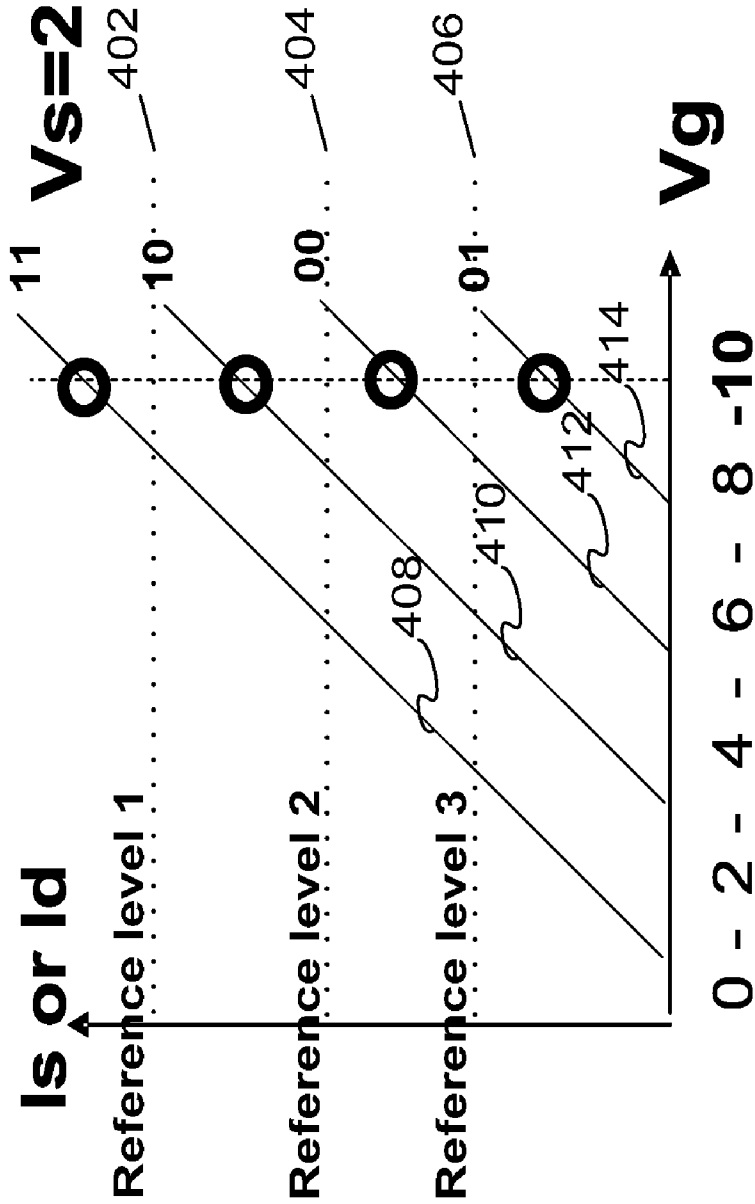 Is or Id
Vs=2
11
402
Reference level 1
10
404
Reference level 2
00
406
Reference level 3
01
408
410
412
414
0 - 2 - 4 - 6 - 8 -10
Vg